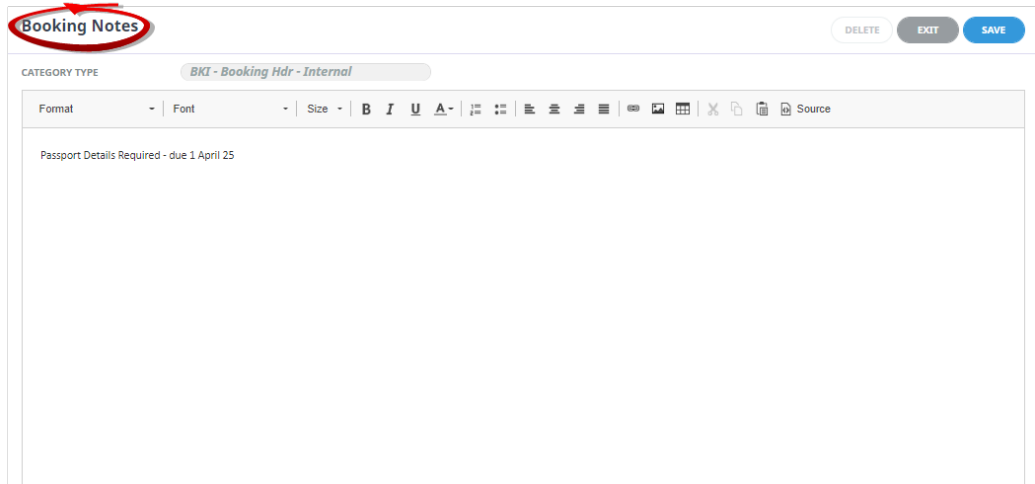 Booking Notes
DELETE EXIT SAVE
CATEGORY TYPE BKI - Booking Hdr - Internal
Format Font Size B I U A Source
Passport Details Required - due 1 April 25